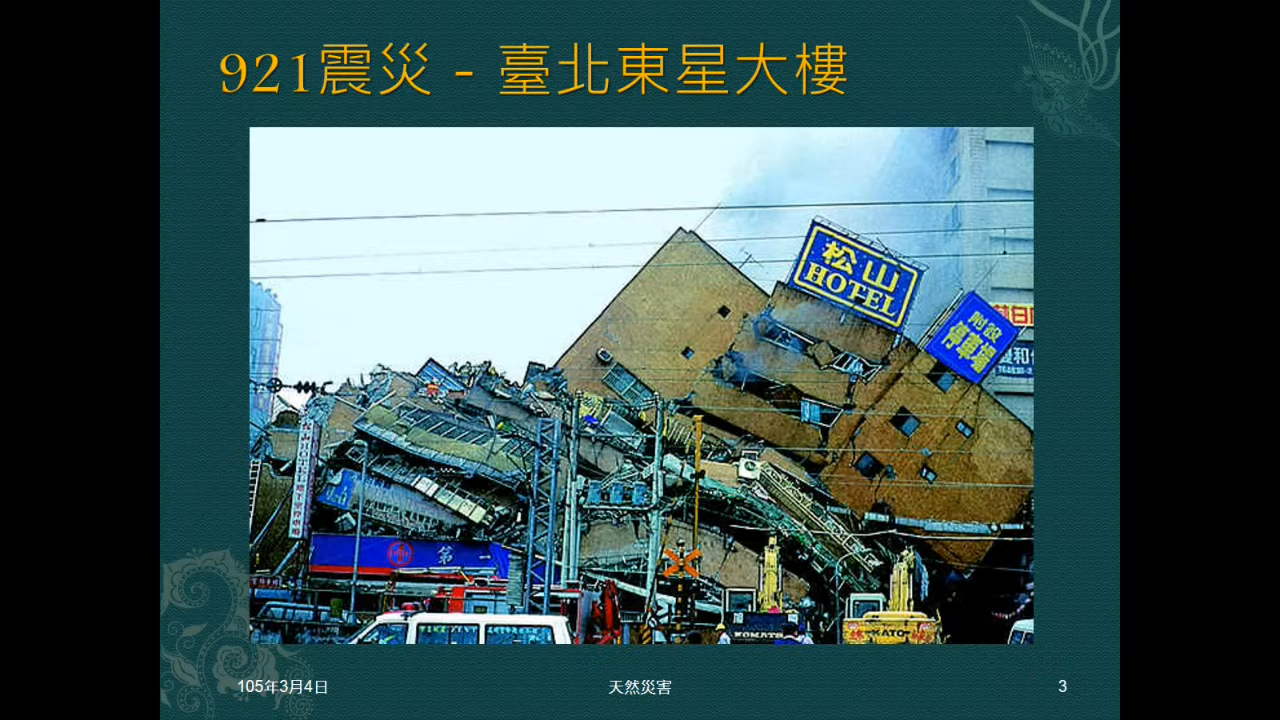 921震災－臺北東星大樓
松山
HOTEL
附設
停車場
第一
KOMATSU
KATO
105年3月4日
天然災害
3